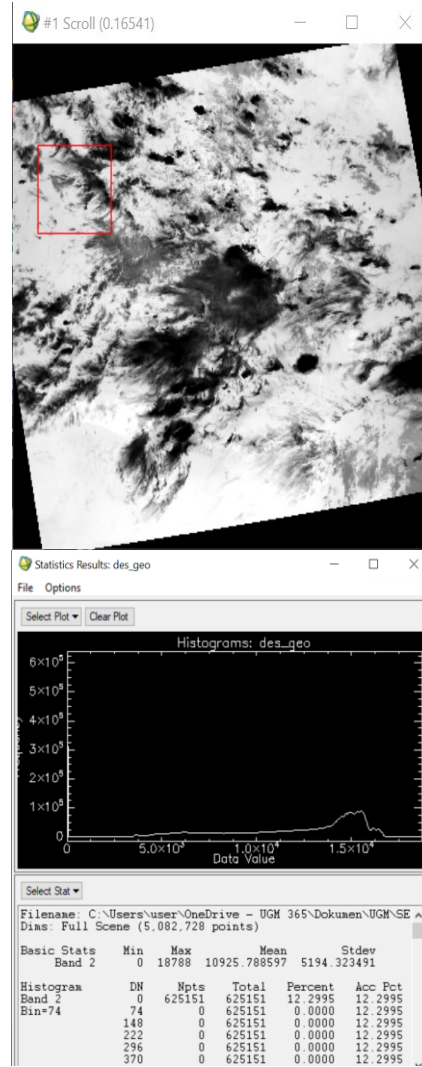 #1 Scroll (0.16541)
Statistics Results: des_geo
File Options
Select Plot Clear Plot
Histograms: des_geo
6×10⁵
5×10⁵
4×10⁵
3×10⁵
2×10⁵
1×10⁵
0
Frequency
0 5.0×10³ 1.0×10⁴ 1.5×10⁴
Data Value
Select Stat
Filename: C:\Users\user\OneDrive - UGM 365\Dokumen\UGM\SE
Dims: Full Scene (5,082,728 points)
Basic Stats Min Max Mean Stdev
Band 2 0 18788 10925.788597 5194.323491
Histogram DN Npts Total Percent Acc Pct
Band 2 0 625151 625151 12.2995 12.2995
Bin=74 74 0 625151 0.0000 12.2995
148 0 625151 0.0000 12.2995
222 0 625151 0.0000 12.2995
296 0 625151 0.0000 12.2995
370 0 625151 0.0000 12.2995